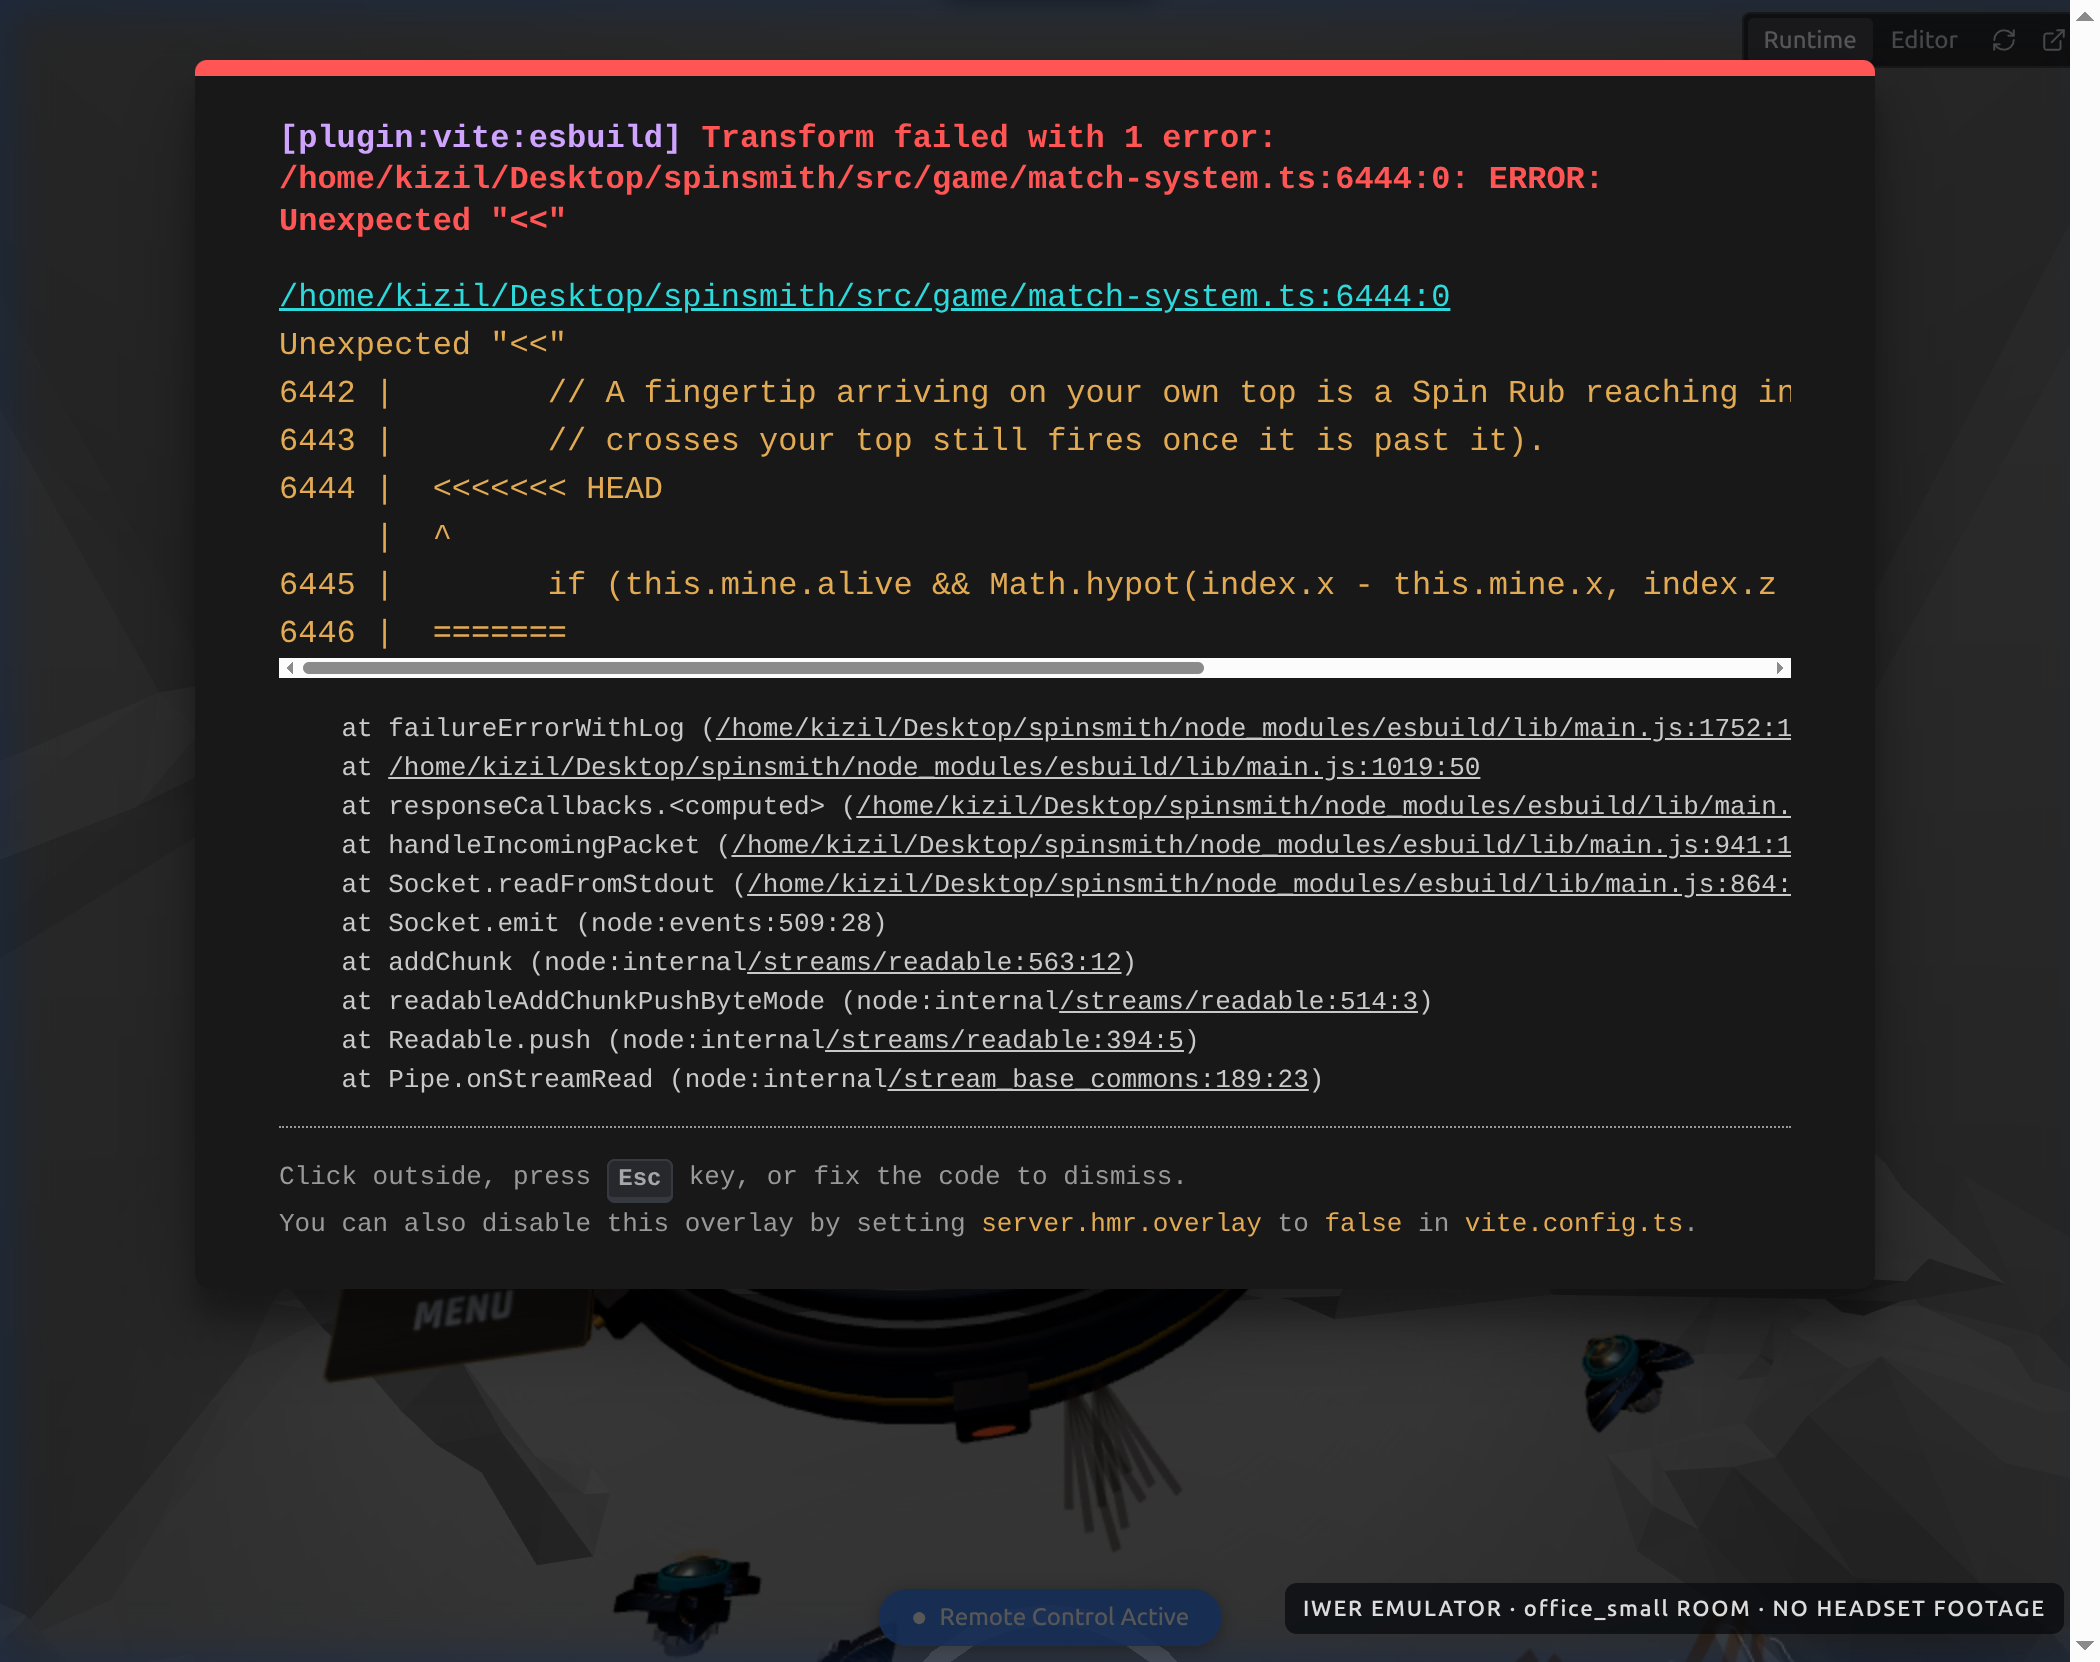 Runtime Editor
[plugin:vite:esbuild] Transform failed with 1 error:
/home/kizil/Desktop/spinsmith/src/game/match-system.ts:6444:0: ERROR:
Unexpected "<<"
/home/kizil/Desktop/spinsmith/src/game/match-system.ts:6444:0
Unexpected "<<"
6442 |        // A fingertip arriving on your own top is a Spin Rub reaching in
6443 |        // crosses your top still fires once it is past it).
6444 |  <<<<<<< HEAD
     |  ^
6445 |        if (this.mine.alive && Math.hypot(index.x - this.mine.x, index.z
6446 |  =======
at failureErrorWithLog (/home/kizil/Desktop/spinsmith/node_modules/esbuild/lib/main.js:1752:1
at /home/kizil/Desktop/spinsmith/node_modules/esbuild/lib/main.js:1019:50
at responseCallbacks.<computed> (/home/kizil/Desktop/spinsmith/node_modules/esbuild/lib/main.
at handleIncomingPacket (/home/kizil/Desktop/spinsmith/node_modules/esbuild/lib/main.js:941:1
at Socket.readFromStdout (/home/kizil/Desktop/spinsmith/node_modules/esbuild/lib/main.js:864:
at Socket.emit (node:events:509:28)
at addChunk (node:internal/streams/readable:563:12)
at readableAddChunkPushByteMode (node:internal/streams/readable:514:3)
at Readable.push (node:internal/streams/readable:394:5)
at Pipe.onStreamRead (node:internal/stream_base_commons:189:23)
Click outside, press Esc key, or fix the code to dismiss.
You can also disable this overlay by setting server.hmr.overlay to false in vite.config.ts.
MENU
Remote Control Active
IWER EMULATOR · office_small ROOM · NO HEADSET FOOTAGE